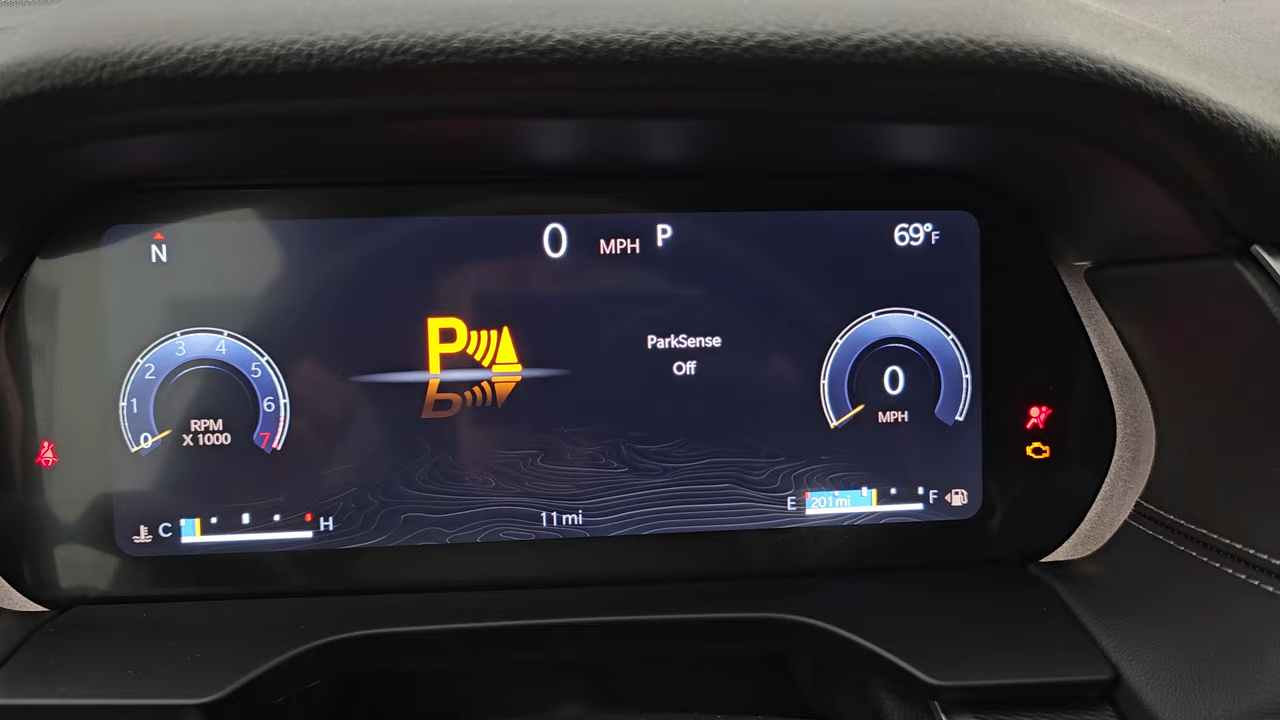 N
0 MPH P
69°F
P
ParkSense
Off
0 1 2 3 4 5 6 7
RPM
X 1000
0
MPH
C H
11 mi
E 201 mi F